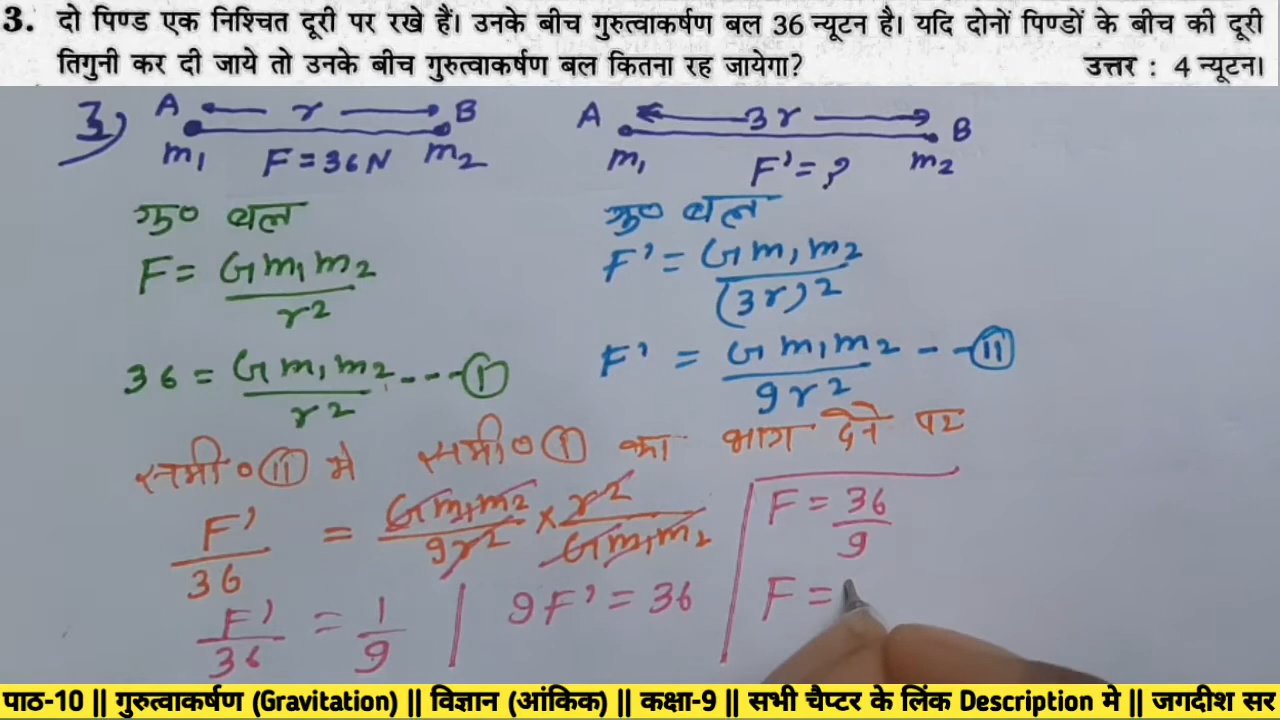 3. दो पिण्ड एक निश्चित दूरी पर रखे हैं। उनके बीच गुरुत्वाकर्षण बल 36 न्यूटन है। यदि दोनों पिण्डों के बीच की दूरी
तिगुनी कर दी जाये तो उनके बीच गुरुत्वाकर्षण बल कितना रह जायेगा? उत्तर : 4 न्यूटन।
3) A r B A 3r B
m₁ F = 36N m₂ m₁ F' = ? m₂
गु० बल गु० बल
F = Gm₁m₂/r² F' = Gm₁m₂/(3r)²
36 = Gm₁m₂/r² ---(I) F' = Gm₁m₂/9r² --(II)
समी०(II) मे समी०(I) का भाग देने पर
F'/36 = Gm₁m₂/9r² × r²/Gm₁m₂
F'/36 = 1/9 | 9F' = 36
F = 36/9
F =
पाठ-10 || गुरुत्वाकर्षण (Gravitation) || विज्ञान (आंकिक) || कक्षा-9 || सभी चैप्टर के लिंक Description मे || जगदीश सर